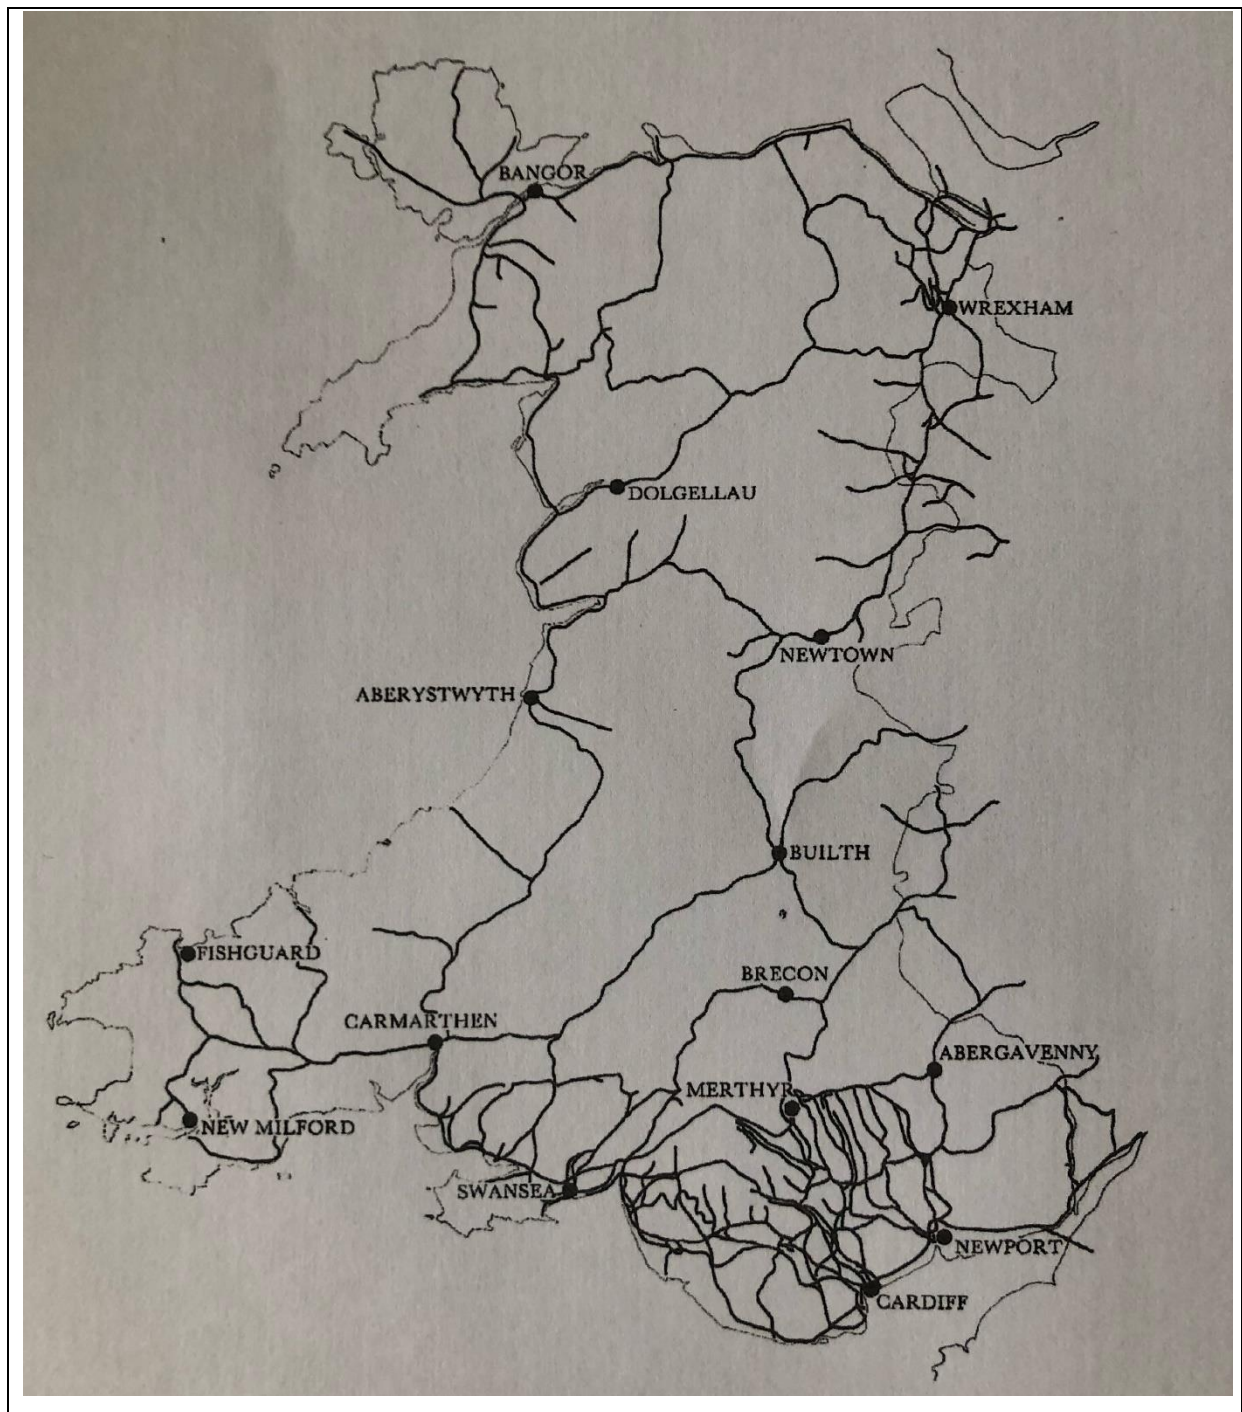 BANGOR
WREXHAM
DOLGELLAU
NEWTOWN
ABERYSTWYTH
BUILTH
FISHGUARD
BRECON
CARMARTHEN
ABERGAVENNY
MERTHYR
NEW MILFORD
SWANSEA
NEWPORT
CARDIFF